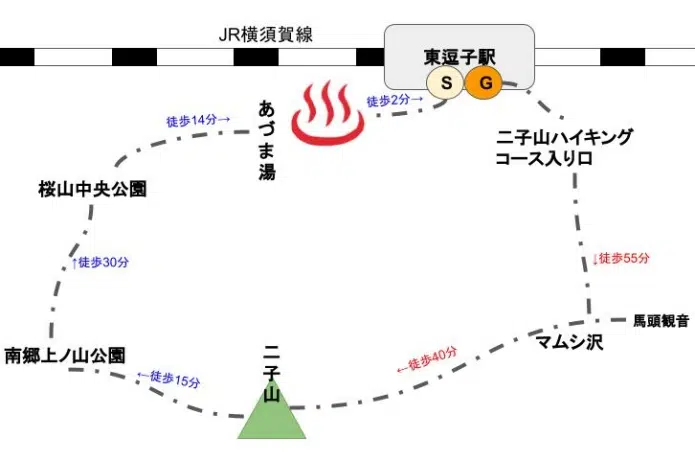 JR横須賀線
東逗子駅
S
G
徒歩2分→
あづま湯
徒歩14分→
二子山ハイキング
コース入り口
桜山中央公園
↑徒歩30分
↓徒歩55分
馬頭観音
マムシ沢
南郷上ノ山公園
二子山
←徒歩40分
←徒歩15分